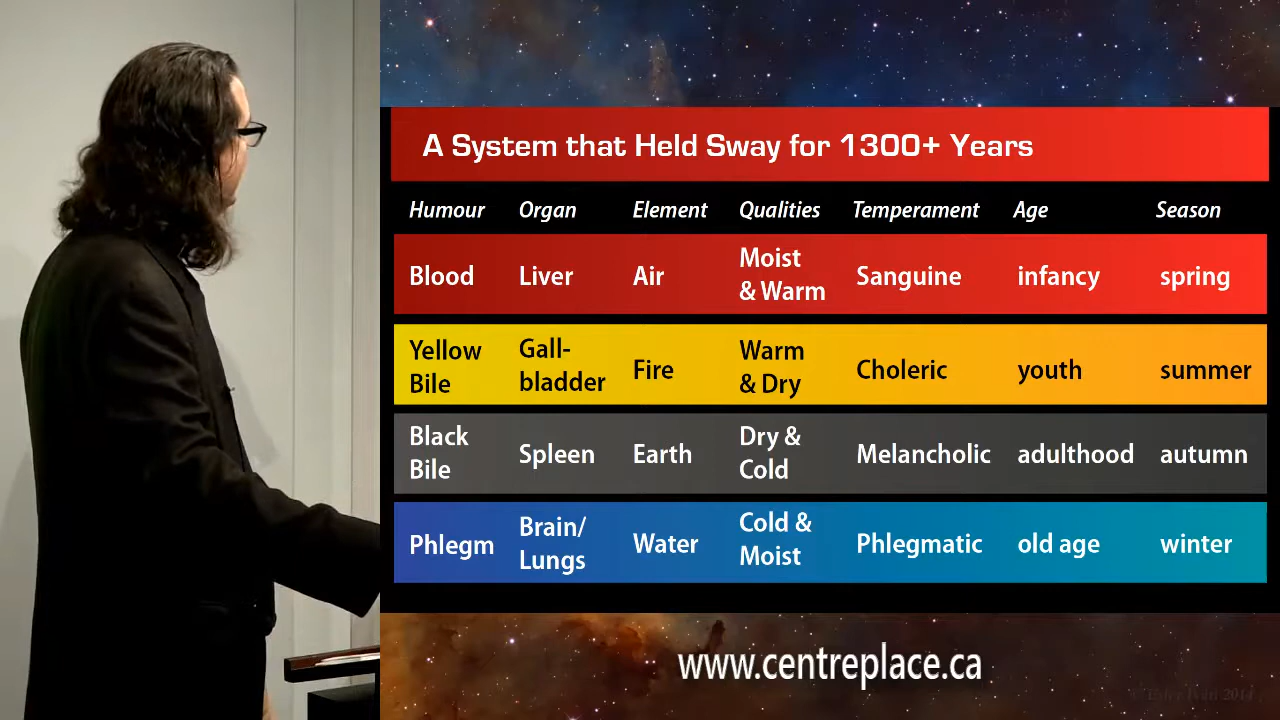 A System that Held Sway for 1300+ Years
Humour Organ Element Qualities Temperament Age Season
Blood Liver Air Moist & Warm Sanguine infancy spring
Yellow Bile Gall-bladder Fire Warm & Dry Choleric youth summer
Black Bile Spleen Earth Dry & Cold Melancholic adulthood autumn
Phlegm Brain/Lungs Water Cold & Moist Phlegmatic old age winter
www.centreplace.ca